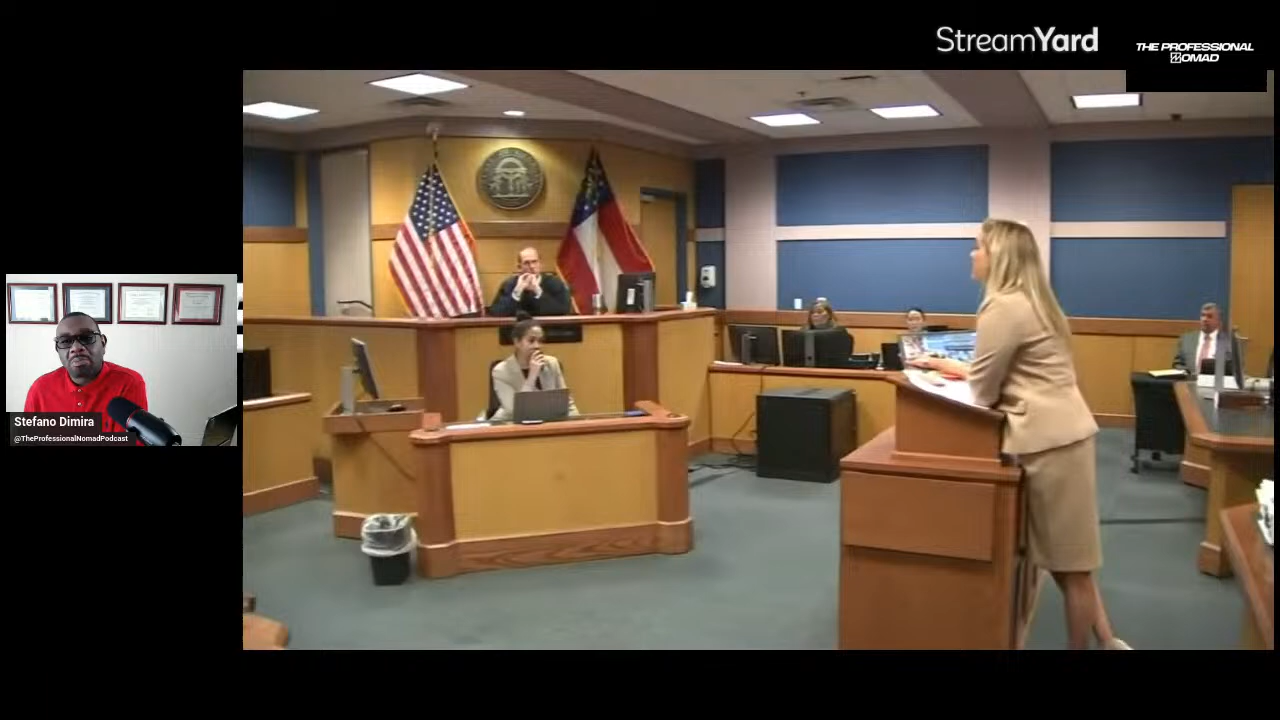 StreamYard
THE PROFESSIONAL
NOMAD
Stefano Dimira
@TheProfessionalNomadPodcast